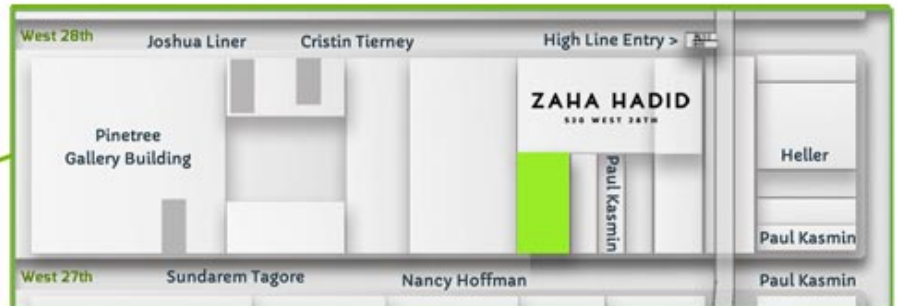 West 28th
Joshua Liner
Cristin Tierney
High Line Entry >
ZAHA HADID
520 WEST 28TH
Pinetree
Gallery Building
Paul Kasmin
Heller
Paul Kasmin
West 27th
Sundarem Tagore
Nancy Hoffman
Paul Kasmin